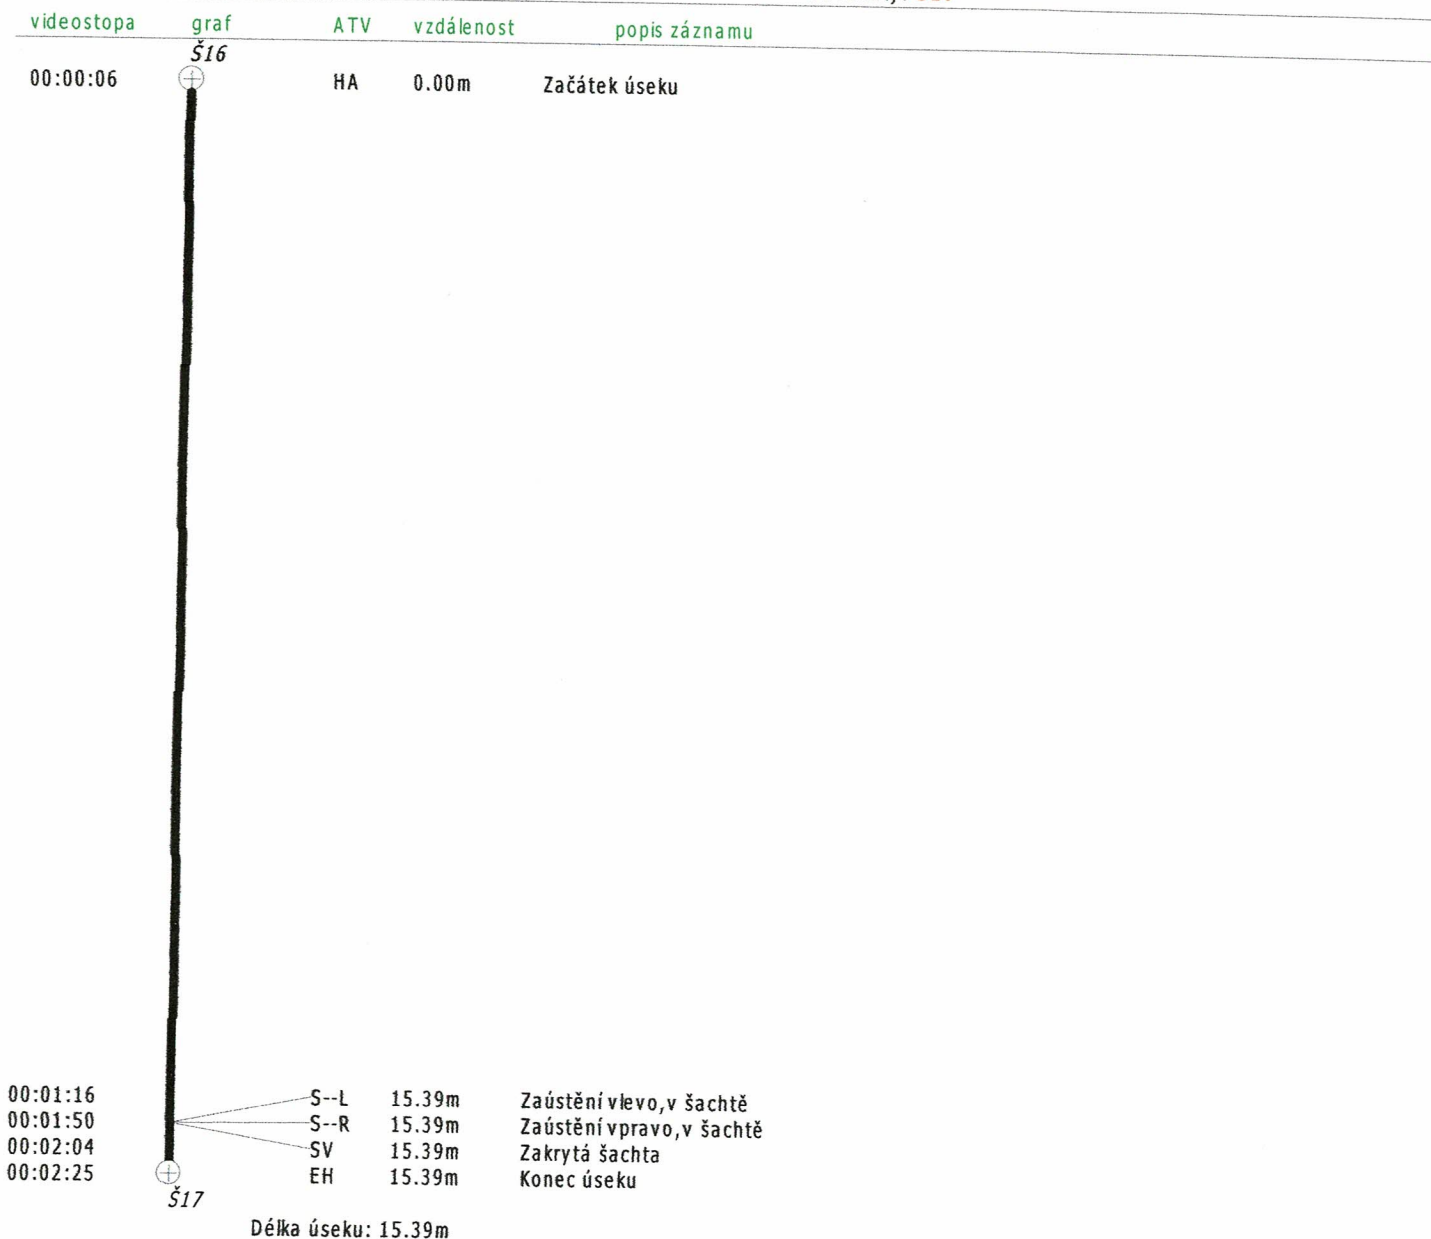 videostopa graf ATV vzdálenost popis záznamu
Š16
00:00:06 HA 0.00m Začátek úseku
00:01:16 S--L 15.39m Zaústění vlevo,v šachtě
00:01:50 S--R 15.39m Zaústění vpravo,v šachtě
00:02:04 SV 15.39m Zakrytá šachta
00:02:25 EH 15.39m Konec úseku
Š17
Délka úseku: 15.39m